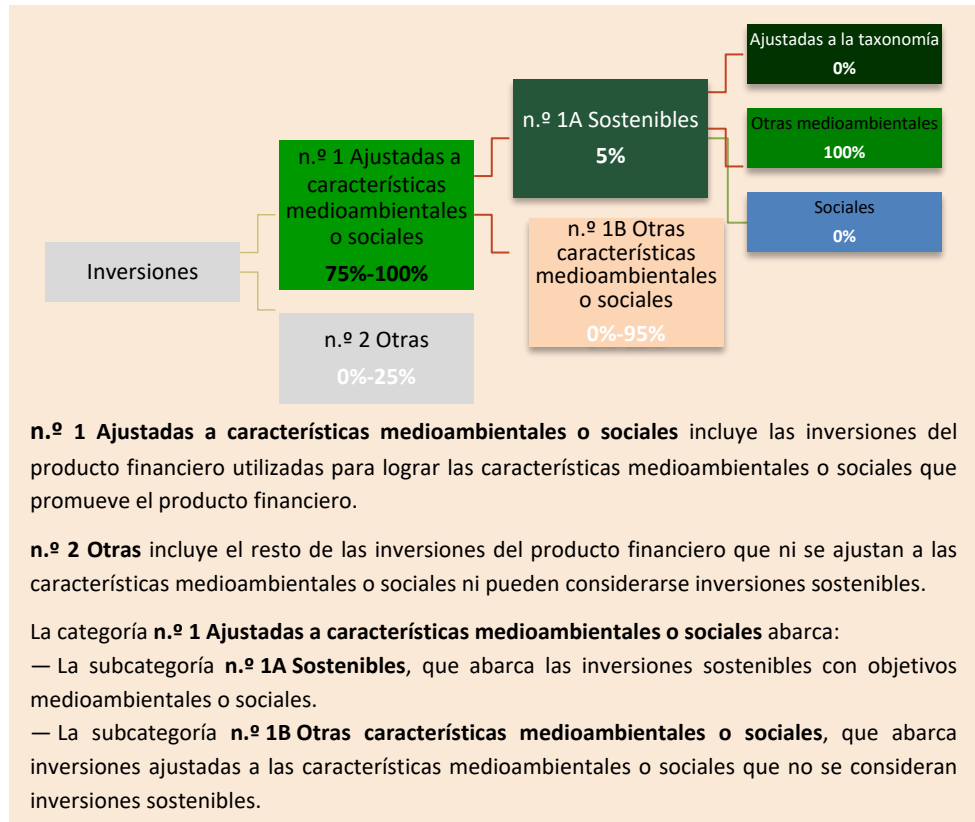 Inversiones
n.º 1 Ajustadas a
características
medioambientales
o sociales
75%-100%
n.º 2 Otras
0%-25%
n.º 1A Sostenibles
5%
n.º 1B Otras
características
medioambientales
o sociales
0%-95%
Ajustadas a la taxonomía
0%
Otras medioambientales
100%
Sociales
0%
n.º 1 Ajustadas a características medioambientales o sociales incluye las inversiones del
producto financiero utilizadas para lograr las características medioambientales o sociales que
promueve el producto financiero.
n.º 2 Otras incluye el resto de las inversiones del producto financiero que ni se ajustan a las
características medioambientales o sociales ni pueden considerarse inversiones sostenibles.
La categoría n.º 1 Ajustadas a características medioambientales o sociales abarca:
— La subcategoría n.º 1A Sostenibles, que abarca las inversiones sostenibles con objetivos
medioambientales o sociales.
— La subcategoría n.º 1B Otras características medioambientales o sociales, que abarca
inversiones ajustadas a las características medioambientales o sociales que no se consideran
inversiones sostenibles.